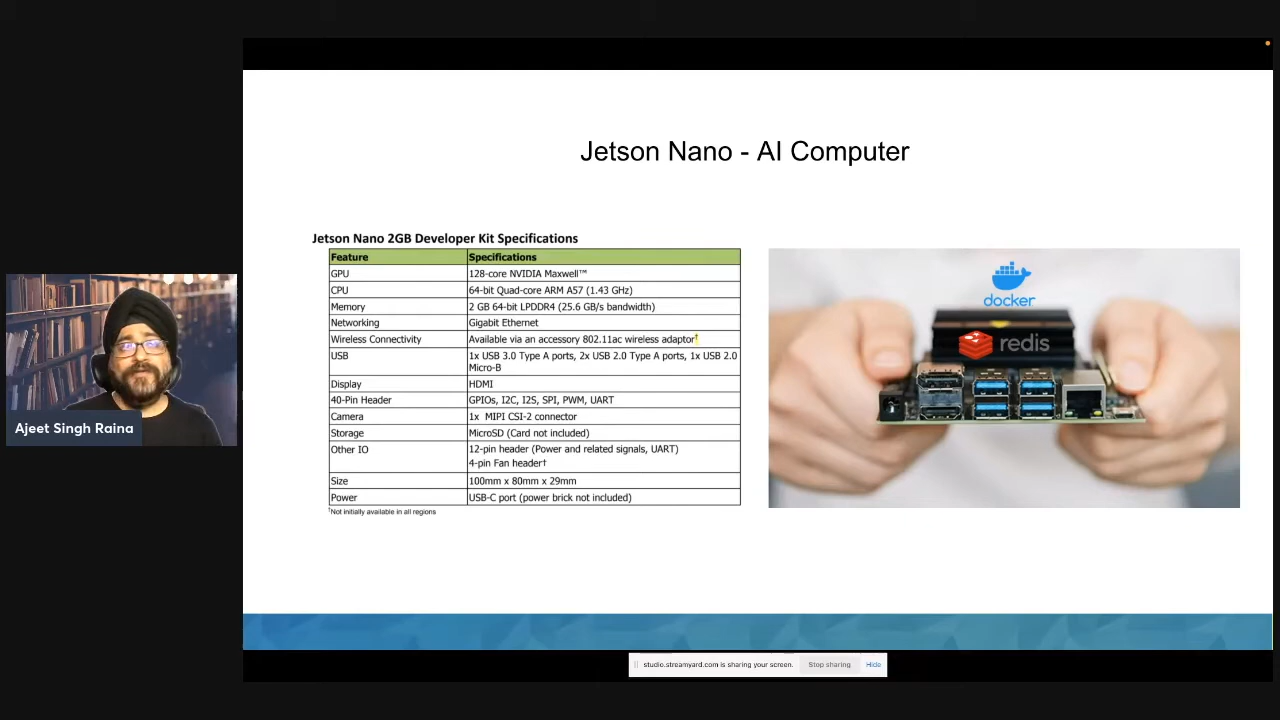 Jetson Nano - AI Computer
Jetson Nano 2GB Developer Kit Specifications
Feature Specifications
GPU 128-core NVIDIA Maxwell™
CPU 64-bit Quad-core ARM A57 (1.43 GHz)
Memory 2 GB 64-bit LPDDR4 (25.6 GB/s bandwidth)
Networking Gigabit Ethernet
Wireless Connectivity Available via an accessory 802.11ac wireless adaptor†
USB 1x USB 3.0 Type A ports, 2x USB 2.0 Type A ports, 1x USB 2.0
Micro-B
Display HDMI
40-Pin Header GPIOs, I2C, I2S, SPI, PWM, UART
Camera 1x MIPI CSI-2 connector
Storage MicroSD (Card not included)
Other IO 12-pin header (Power and related signals, UART)
4-pin Fan header†
Size 100mm x 80mm x 29mm
Power USB-C port (power brick not included)
†Not initially available in all regions
docker
redis
Ajeet Singh Raina
studio.streamyard.com is sharing your screen. Stop sharing Hide